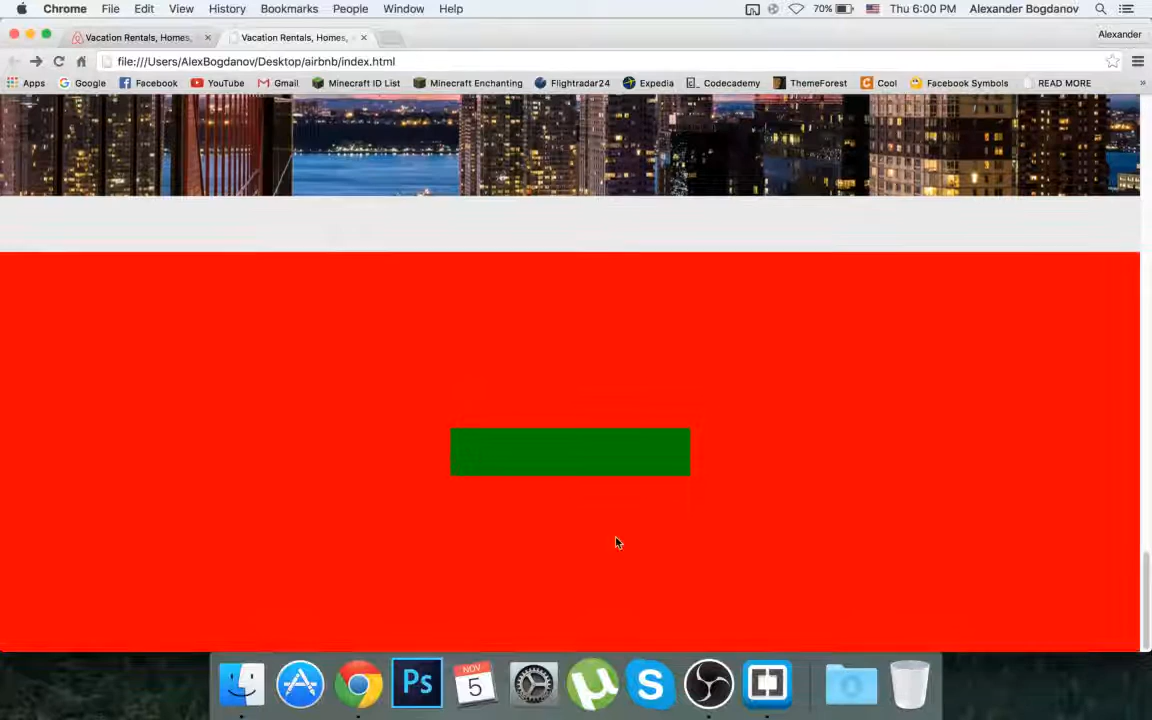 Chrome File Edit View History Bookmarks People Window Help 70% Thu 6:00 PM Alexander Bogdanov
Vacation Rentals, Homes, Vacation Rentals, Homes, Alexander
file:///Users/AlexBogdanov/Desktop/airbnb/index.html
Apps Google Facebook YouTube Gmail Minecraft ID List Minecraft Enchanting Flightradar24 Expedia Codecademy ThemeForest Cool Facebook Symbols READ MORE »
Ps NOV 5